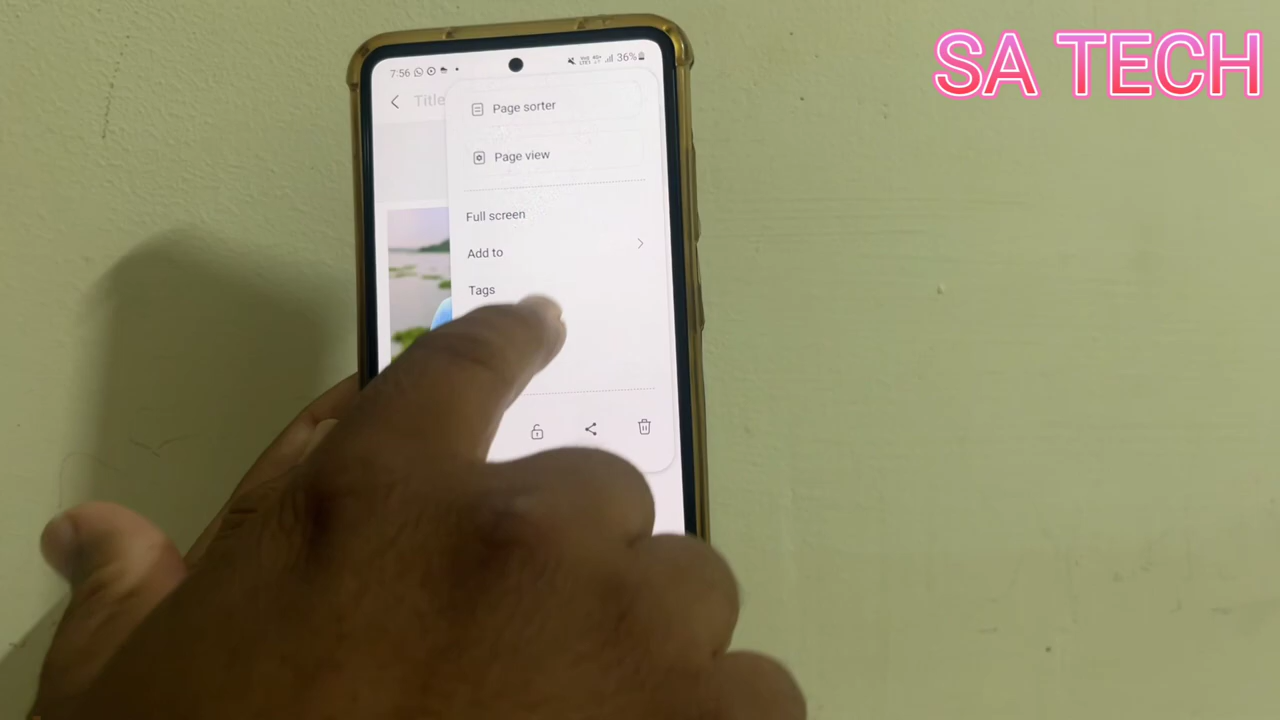 SA TECH
7:56
36%
Title
Page sorter
Page view
Full screen
Add to
Tags